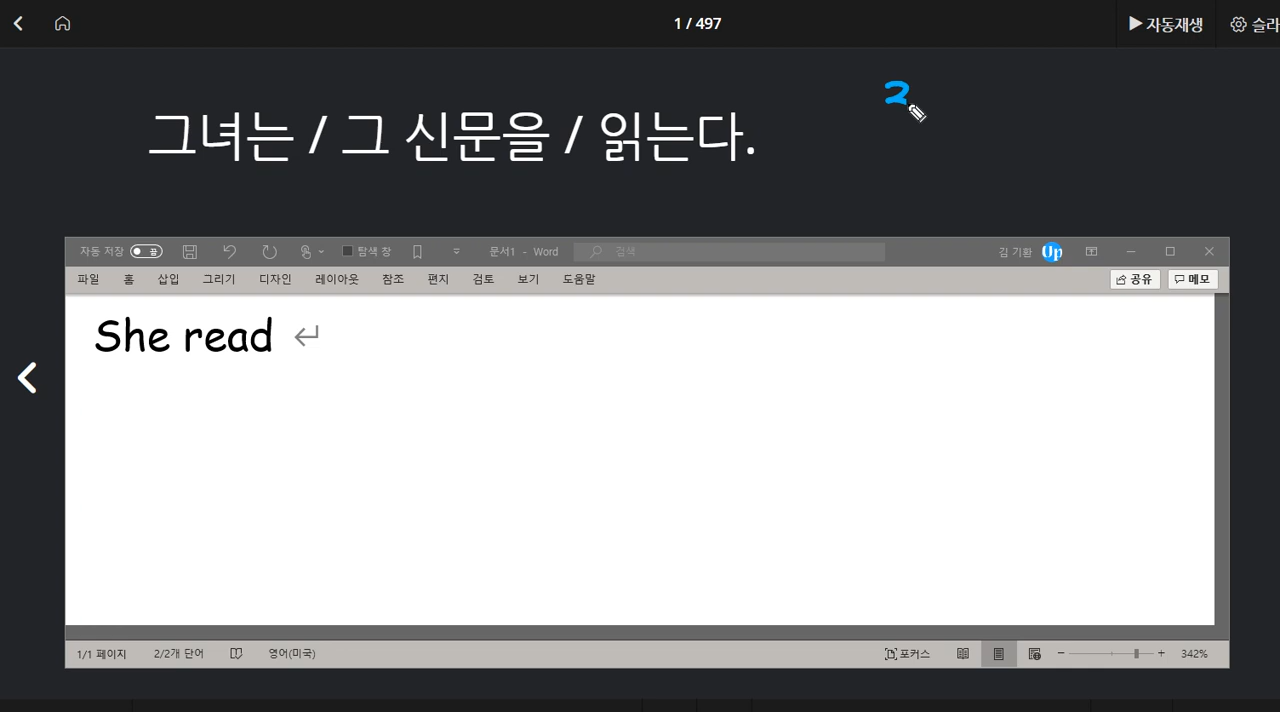 1 / 497
▶ 자동재생
슬라
2
그녀는 / 그 신문을 / 읽는다.
자동 저장 끔
탐색 창
문서1 - Word
검색
김 기환
Up
파일 홈 삽입 그리기 디자인 레이아웃 참조 편지 검토 보기 도움말
공유
메모
She read
1/1 페이지 2/2개 단어 영어(미국)
포커스
342%